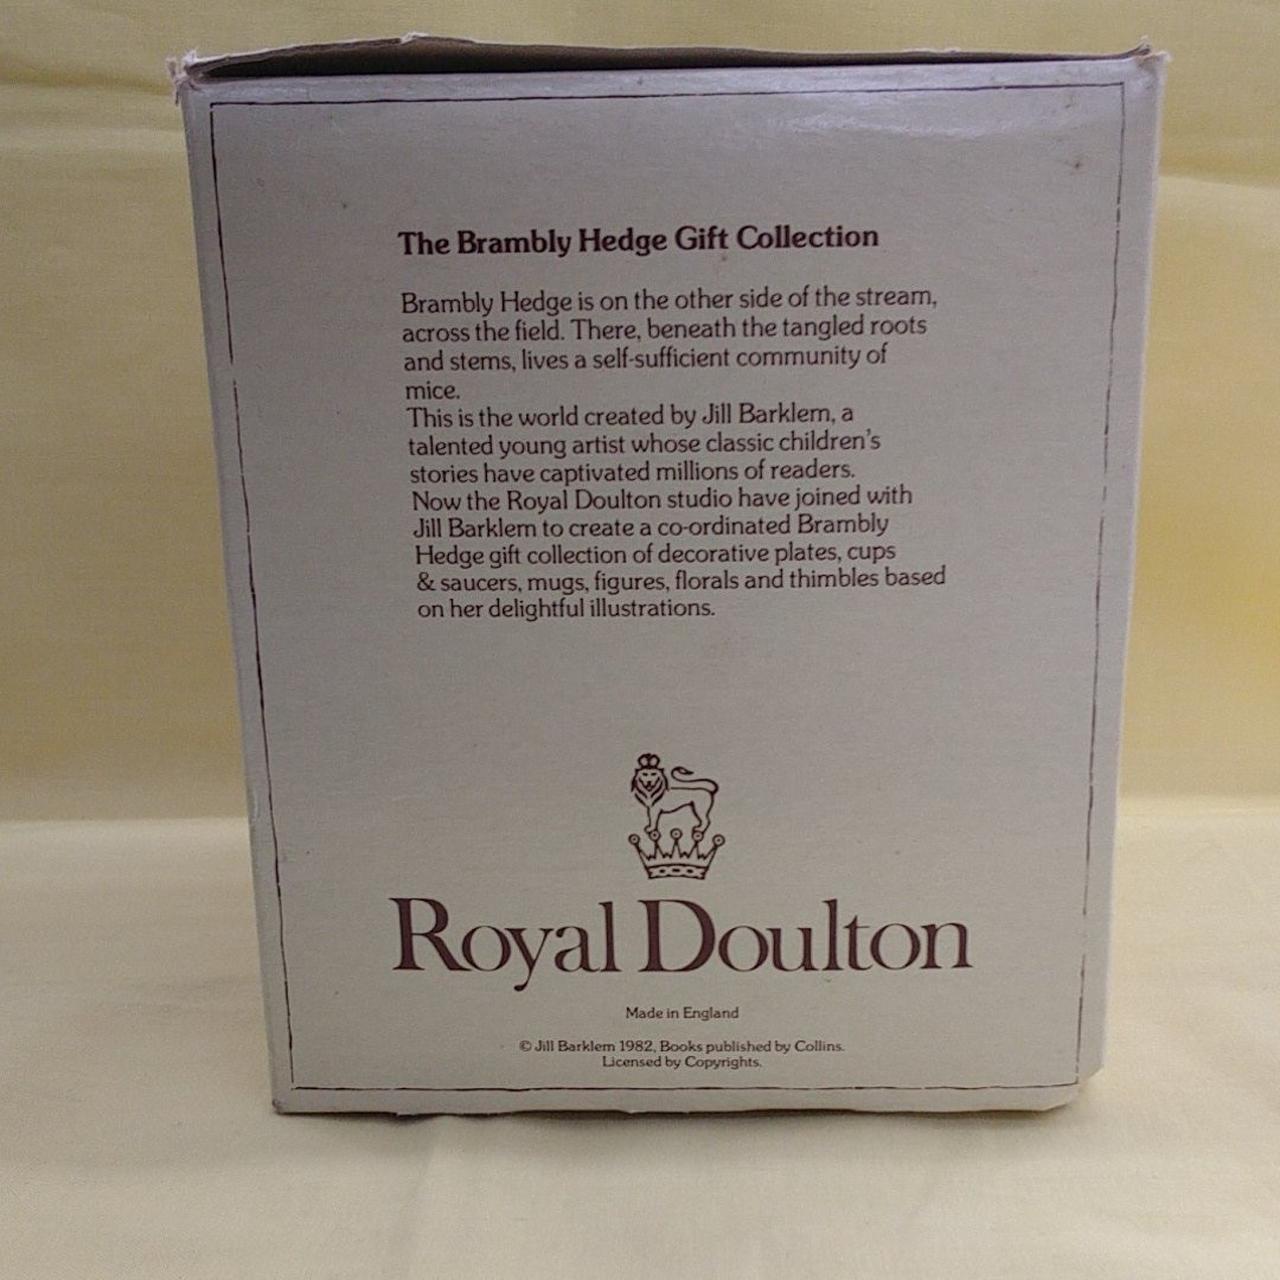 The Brambly Hedge Gift Collection
Brambly Hedge is on the other side of the stream,
across the field. There, beneath the tangled roots
and stems, lives a self-sufficient community of
mice.
This is the world created by Jill Barklem, a
talented young artist whose classic children's
stories have captivated millions of readers.
Now the Royal Doulton studio have joined with
Jill Barklem to create a co-ordinated Brambly
Hedge gift collection of decorative plates, cups
& saucers, mugs, figures, florals and thimbles based
on her delightful illustrations.
Royal Doulton
Made in England
© Jill Barklem 1982, Books published by Collins.
Licensed by Copyrights.